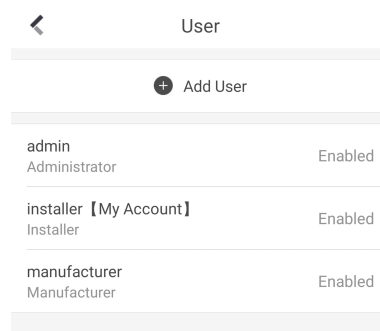 User
Add User
admin
Administrator
Enabled
installer【My Account】
Installer
Enabled
manufacturer
Manufacturer
Enabled